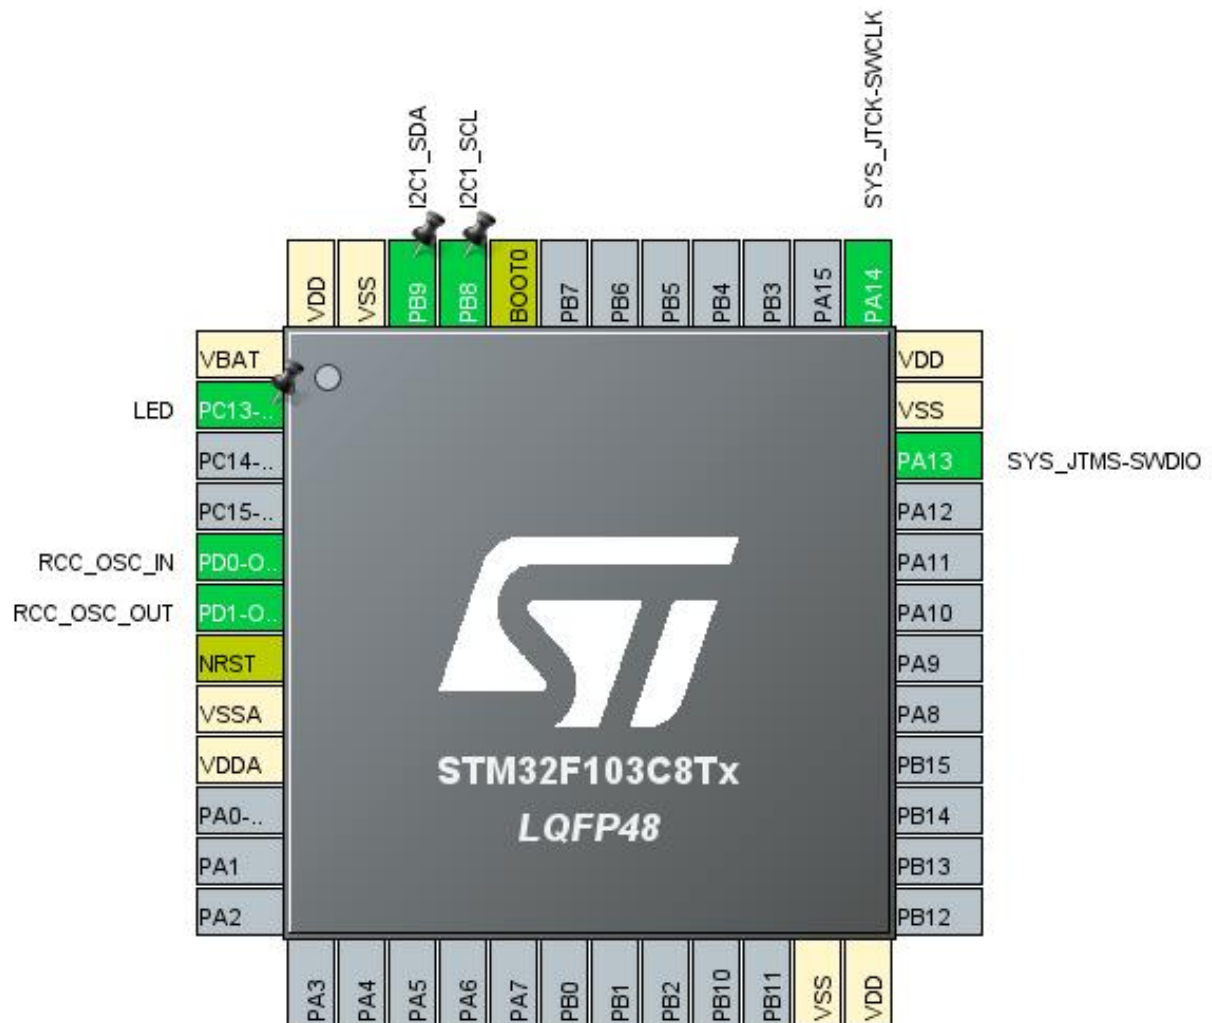 SYS_JTCK-SWCLK
I2C1_SDA
I2C1_SCL
VDD
VSS
PB9
PB8
BOOT0
PB7
PB6
PB5
PB4
PB3
PA15
PA14
VBAT
VDD
LED
PC13-..
VSS
PC14-..
PA13
SYS_JTMS-SWDIO
PC15-..
PA12
RCC_OSC_IN
PD0-O..
PA11
RCC_OSC_OUT
PD1-O..
PA10
NRST
PA9
VSSA
PA8
VDDA
PB15
PA0-..
PB14
PA1
PB13
PA2
PB12
ST
STM32F103C8Tx
LQFP48
PA3
PA4
PA5
PA6
PA7
PB0
PB1
PB2
PB10
PB11
VSS
VDD